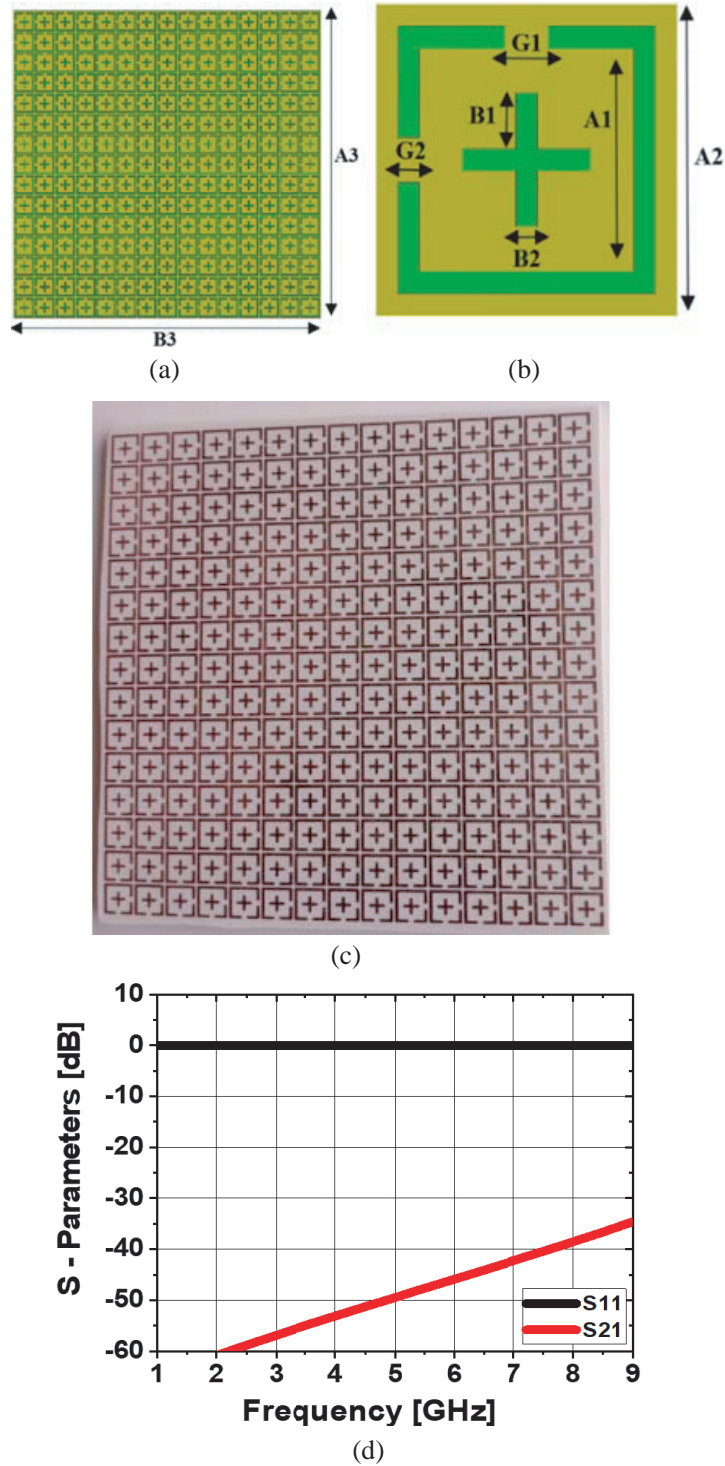 A3
B3
(a)
G1
B1
A1
A2
G2
B2
(b)
(c)
10
0
-10
-20
-30
-40
-50
-60
S - Parameters [dB]
S11
S21
1 2 3 4 5 6 7 8 9
Frequency [GHz]
(d)